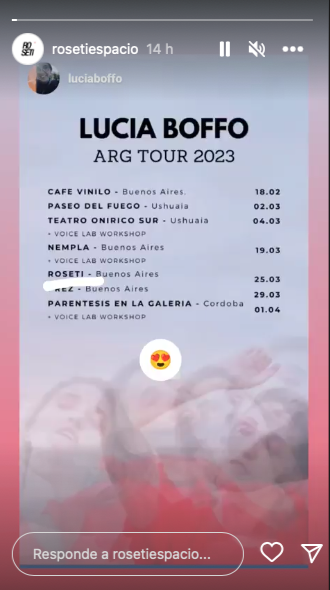 RO
SETI
rosetiespacio 14 h
luciaboffo
LUCIA BOFFO
ARG TOUR 2023
CAFE VINILO - Buenos Aires. 18.02
PASEO DEL FUEGO - Ushuaia 02.03
TEATRO ONIRICO SUR - Ushuaia 04.03
+ VOICE LAB WORKSHOP
NEMPLA - Buenos Aires 19.03
+ VOICE LAB WORKSHOP
ROSETI - Buenos Aires 25.03
- Buenos Aires 29.03
PARENTESIS EN LA GALERIA - Cordoba 01.04
+ VOICE LAB WORKSHOP
Responde a rosetiespacio...